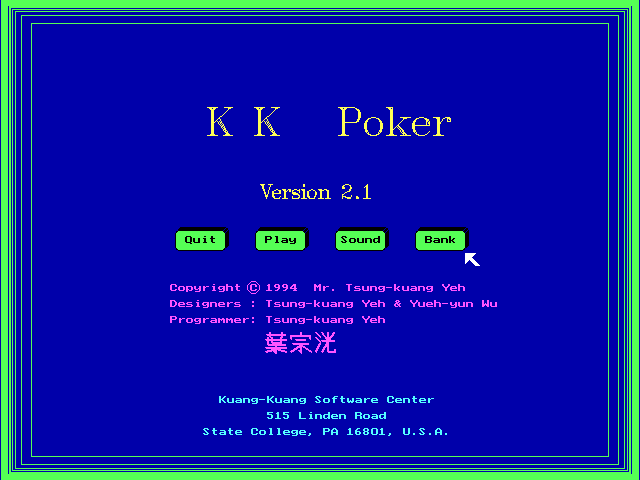 K K Poker
Version 2.1
Quit Play Sound Bank
Copyright © 1994 Mr. Tsung-kuang Yeh
Designers : Tsung-kuang Yeh & Yueh-yun Wu
Programmer: Tsung-kuang Yeh
葉宗洸
Kuang-Kuang Software Center
515 Linden Road
State College, PA 16801, U.S.A.